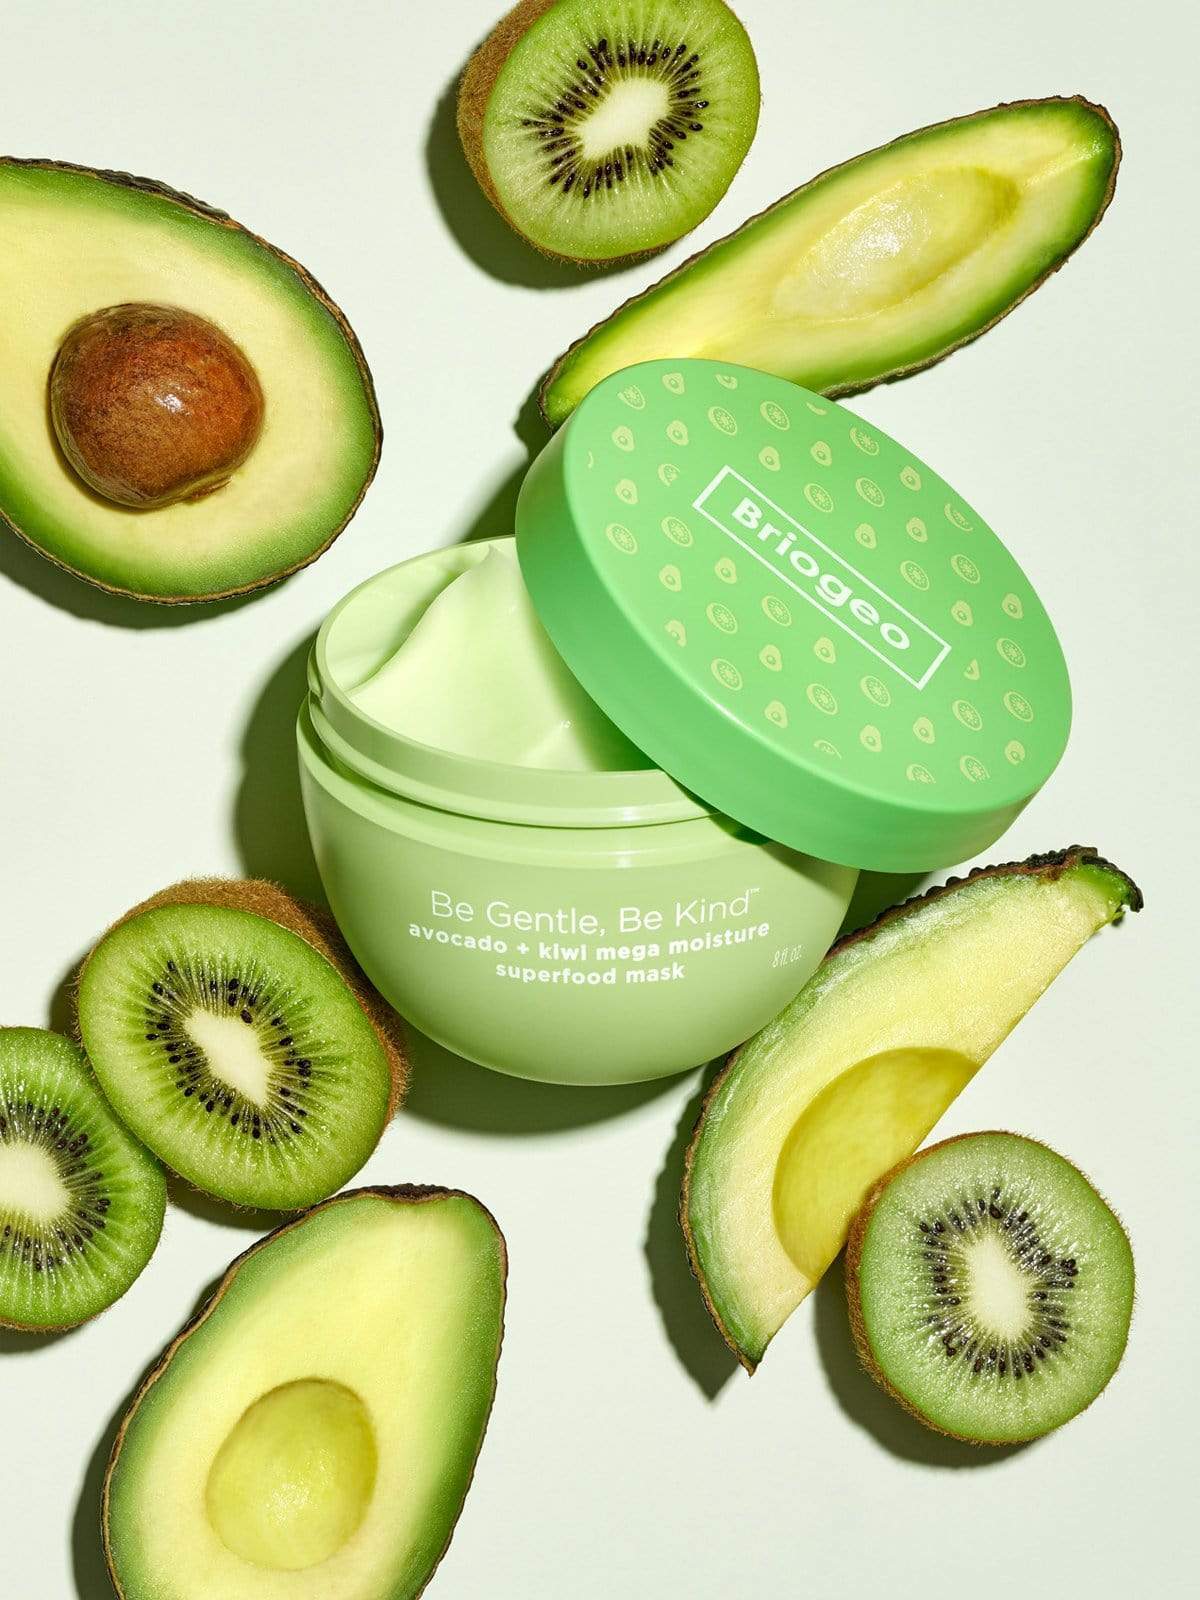 Briogeo
Be Gentle, Be Kind™
avocado + kiwi mega moisture
superfood mask
8 fl. oz.